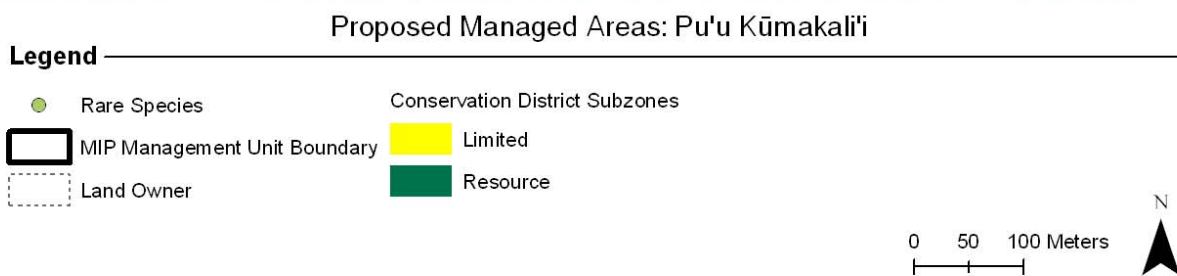 Proposed Managed Areas: Pu'u Kūmakali'i
Legend
Rare Species
MIP Management Unit Boundary
Land Owner
Conservation District Subzones
Limited
Resource
0 50 100 Meters
N